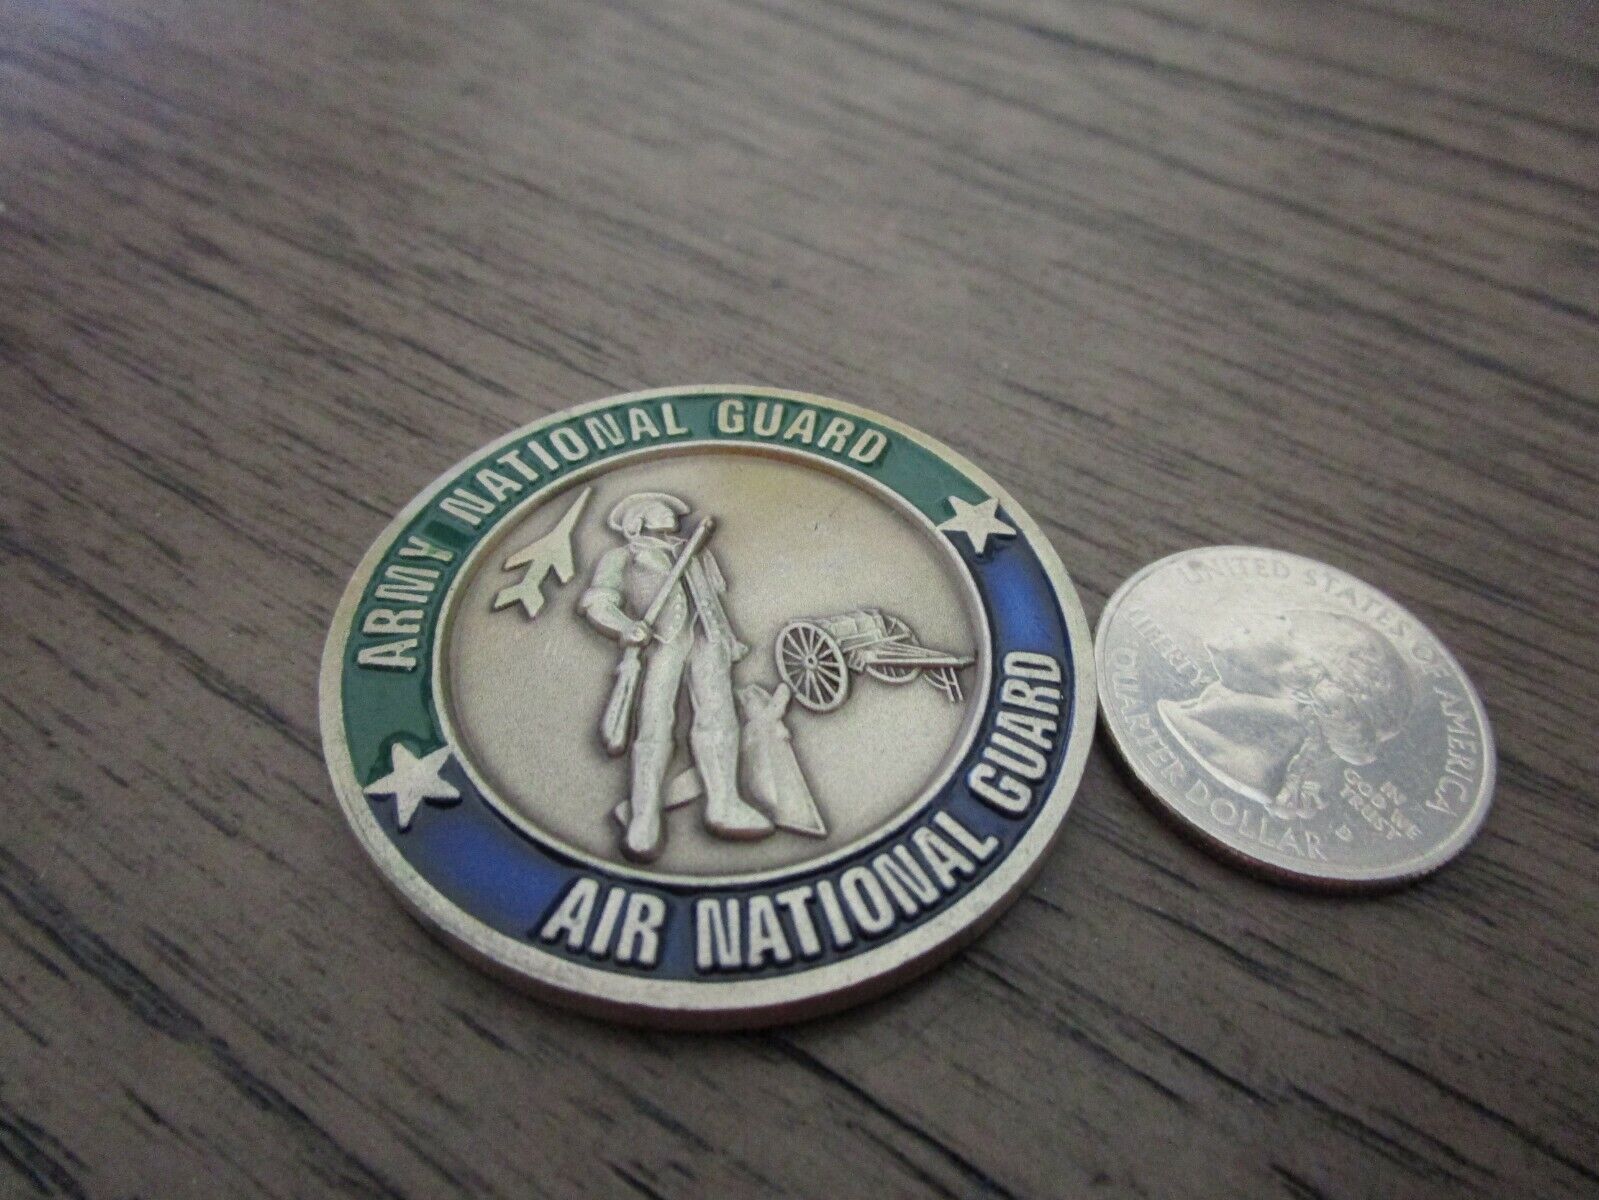 ARMY NATIONAL GUARD
AIR NATIONAL GUARD
UNITED STATES OF AMERICA
LIBERTY
IN
GOD WE
TRUST
QUARTER DOLLAR